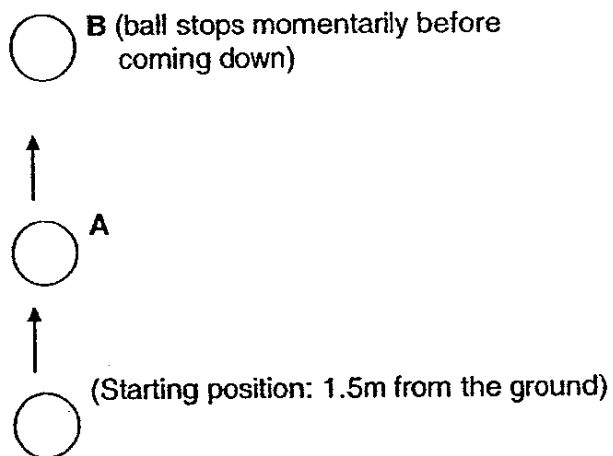 B (ball stops momentarily before
coming down)
A
(Starting position: 1.5m from the ground)